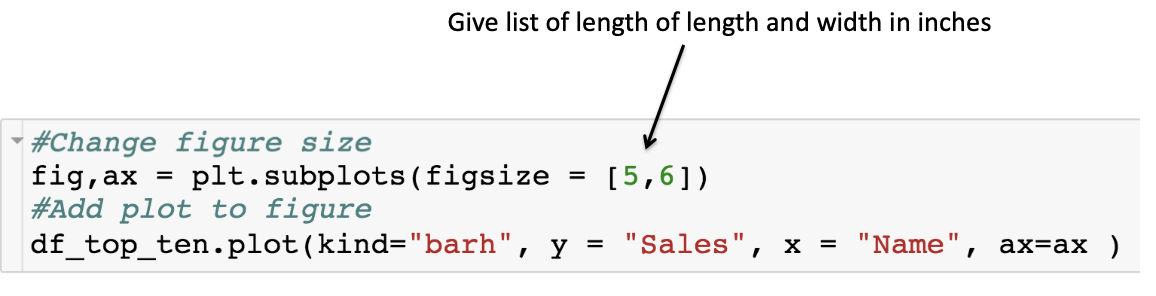 Give list of length of length and width in inches
#Change figure size
fig,ax = plt.subplots(figsize = [5,6])
#Add plot to figure
df_top_ten.plot(kind="barh", y = "Sales", x = "Name", ax=ax )